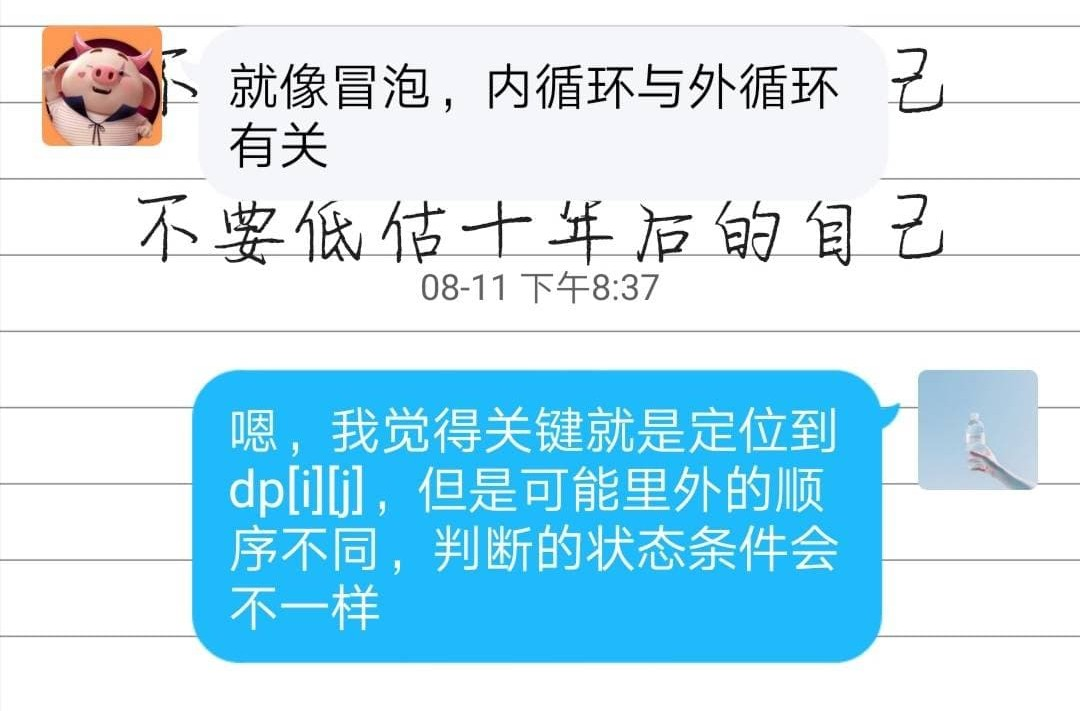 不
己
就像冒泡，内循环与外循环
有关
不要低估十年后的自己
08-11 下午8:37
嗯，我觉得关键就是定位到
dp[i][j]，但是可能里外的顺
序不同，判断的状态条件会
不一样